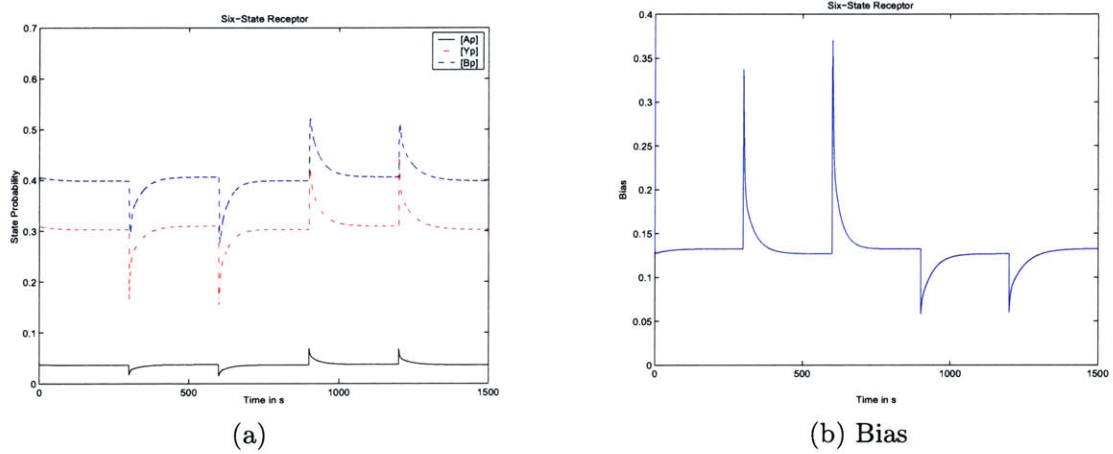 Six-State Receptor
0.7
0.6
0.5
0.4
0.3
0.2
0.1
0
State Probability
[Ap]
[Yp]
[Bp]
0
500
1000
1500
Time in s
(a)
Six-State Receptor
0.4
0.35
0.3
0.25
0.2
0.15
0.1
0.05
0
Bias
0
500
1000
1500
Time in s
(b) Bias